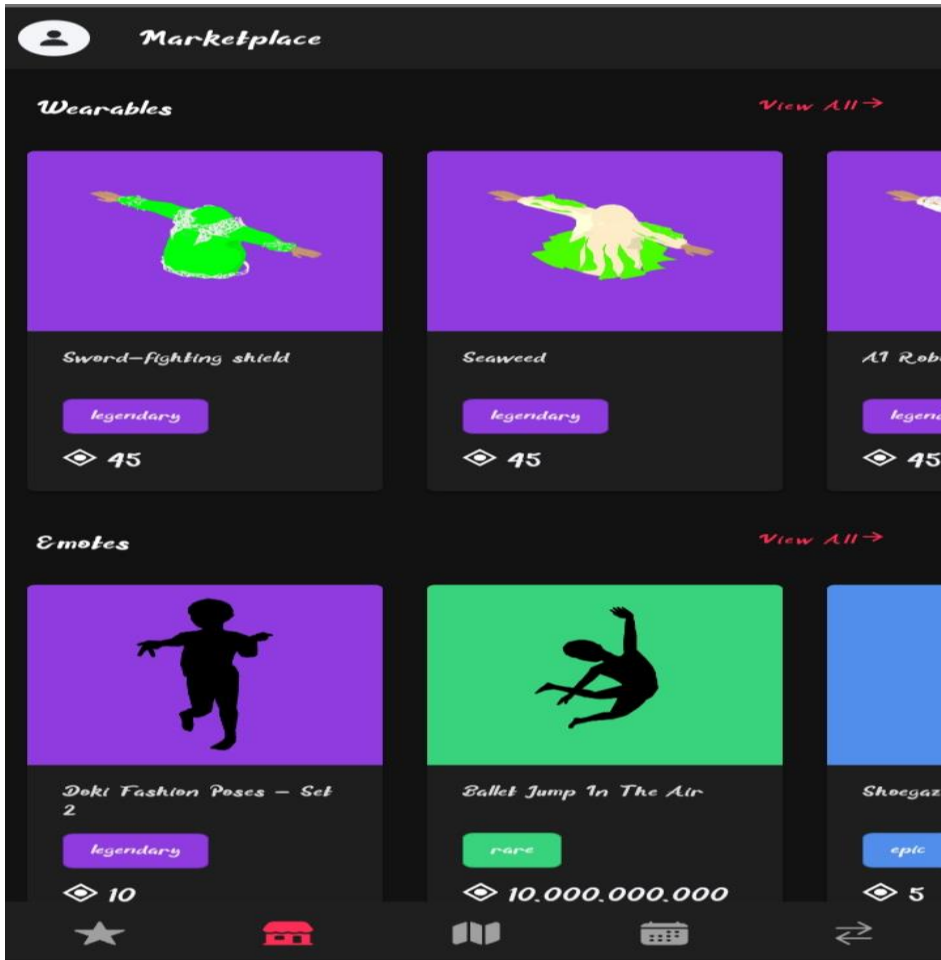 Marketplace
Wearables
View All→
Sword-fighting shield
Seaweed
legendary
legendary
45
45
45
Emotes
View All→
Doki Fashion Poses - Set
2
Ballet Jump In The Air
legendary
rare
epic
10
10.000.000.000
5